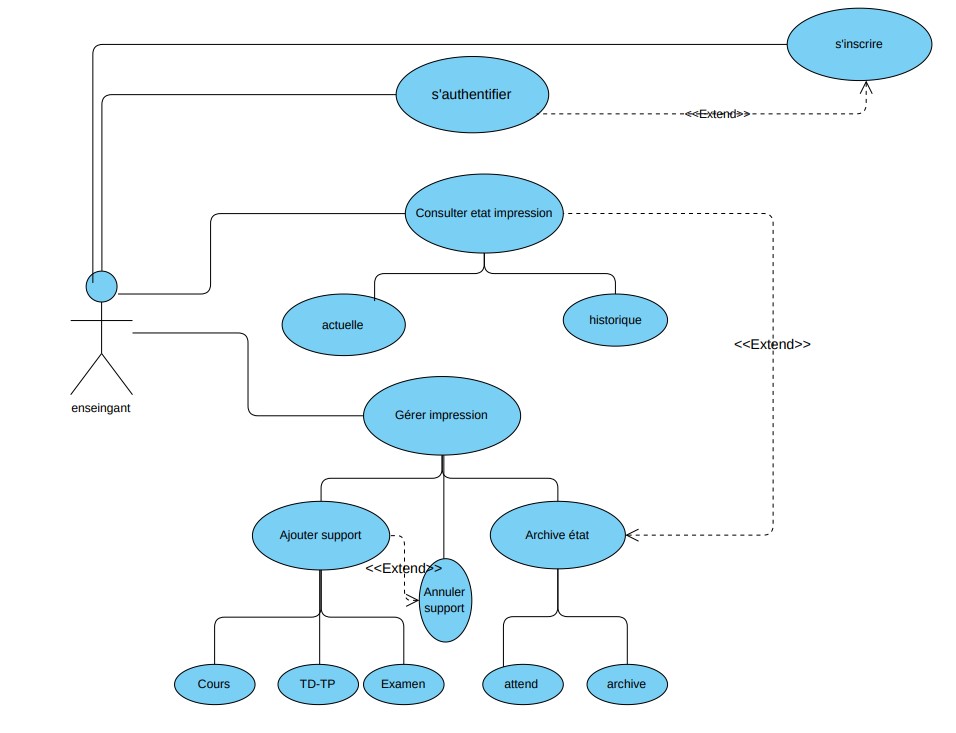 s'inscrire
s'authentifier
<<Extend>>
Consulter etat impression
actuelle
historique
<<Extend>>
enseingant
Gérer impression
Ajouter support
Archive état
<<Extend>>
Annuler
support
Cours
TD-TP
Examen
attend
archive